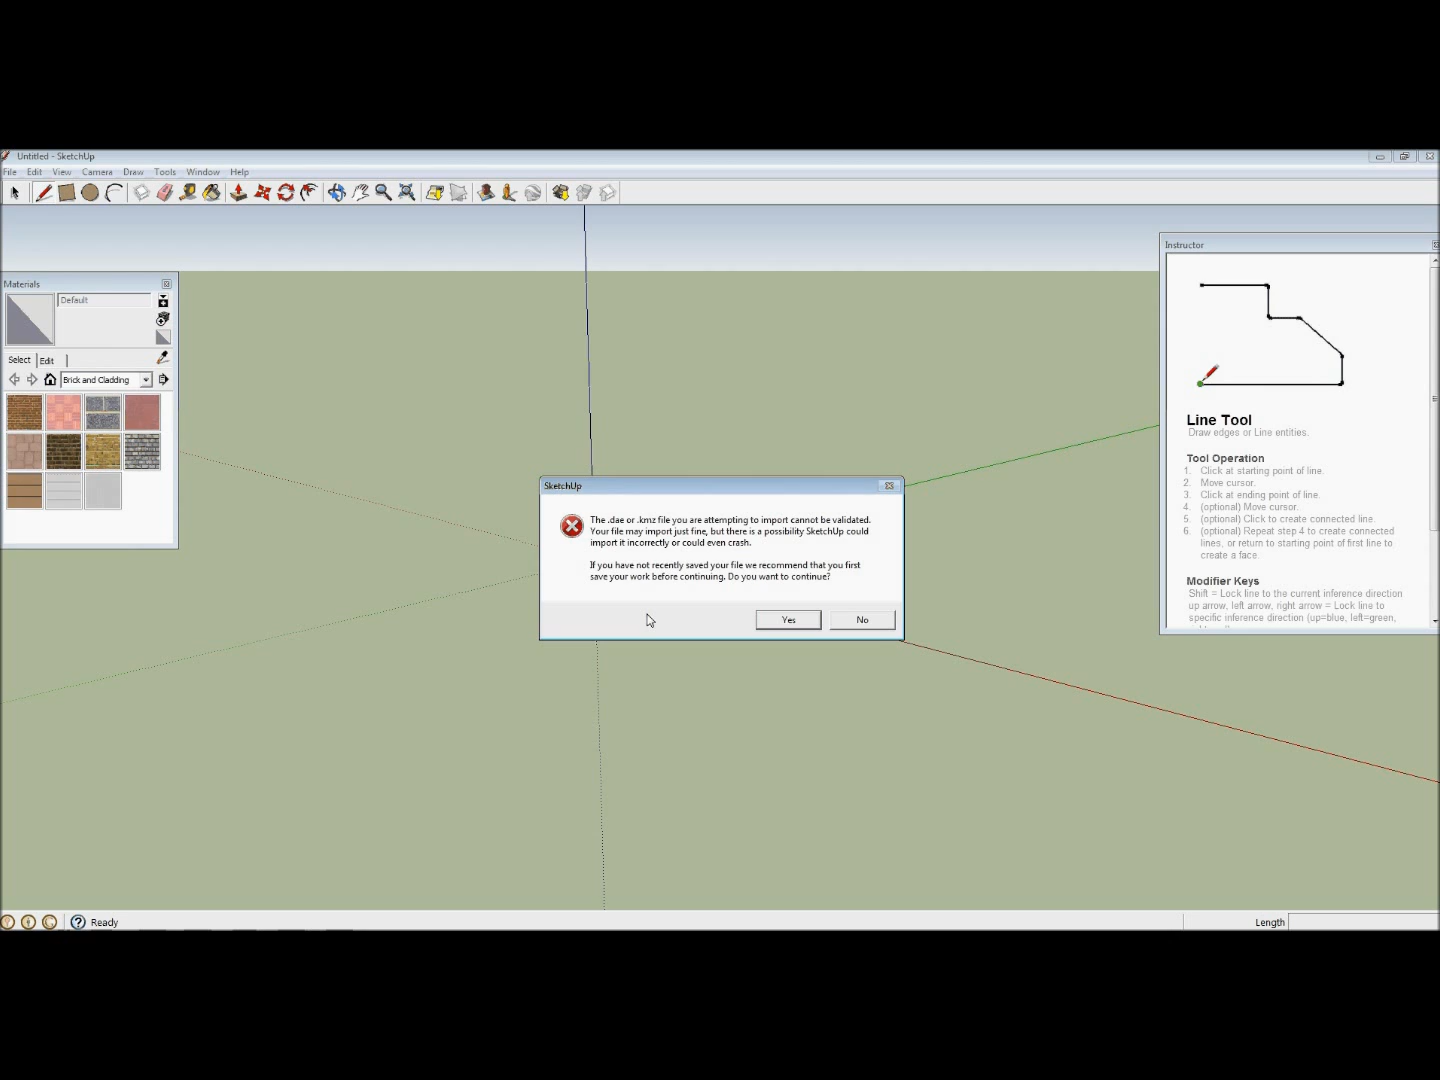 Untitled - SketchUp
File Edit View Camera Draw Tools Window Help
Materials
Default
Select Edit
Brick and Cladding
Instructor
Line Tool
Draw edges or Line entities.
Tool Operation
1. Click at starting point of line.
2. Move cursor.
3. Click at ending point of line.
4. (optional) Move cursor.
5. (optional) Click to create connected line.
6. (optional) Repeat step 4 to create connected
lines, or return to starting point of first line to
create a face.
Modifier Keys
Shift = Lock line to the current inference direction
up arrow, left arrow, right arrow = Lock line to
specific inference direction (up=blue, left=green,
SketchUp
The .dae or .kmz file you are attempting to import cannot be validated.
Your file may import just fine, but there is a possibility SketchUp could
import it incorrectly or could even crash.
If you have not recently saved your file we recommend that you first
save your work before continuing. Do you want to continue?
Yes No
Ready
Length